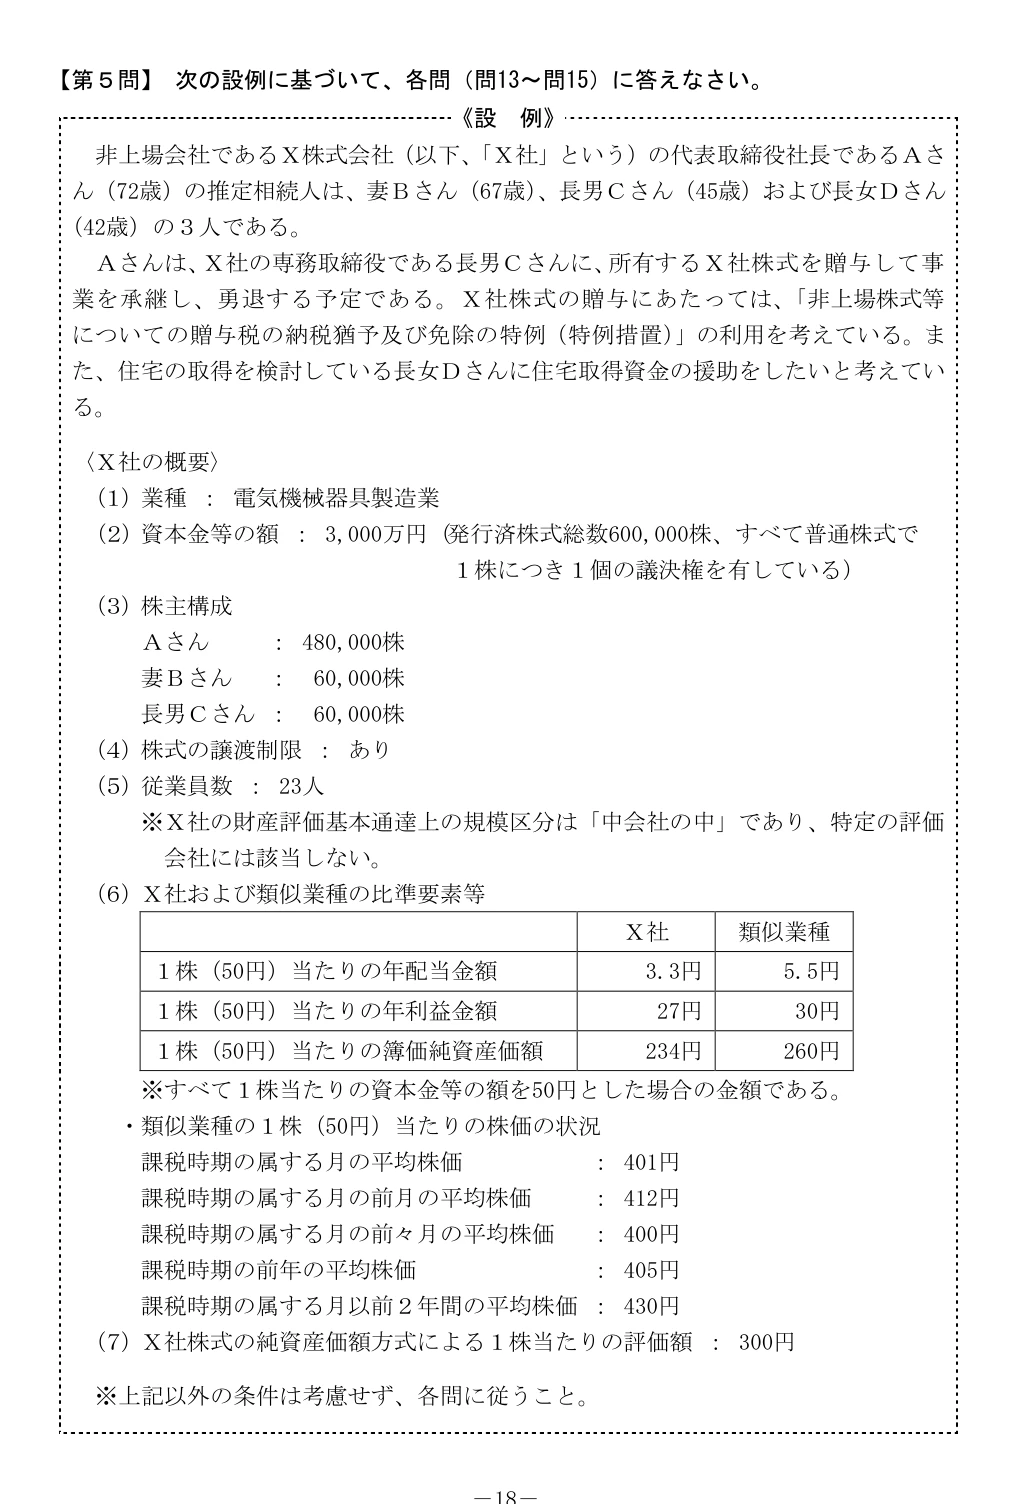 【第５問】 次の設例に基づいて、各問（問13～問15）に答えなさい。
《設　例》
非上場会社であるＸ株式会社（以下、「Ｘ社」という）の代表取締役社長であるＡさ
ん（72歳）の推定相続人は、妻Ｂさん（67歳）、長男Ｃさん（45歳）および長女Ｄさん
（42歳）の３人である。
Ａさんは、Ｘ社の専務取締役である長男Ｃさんに、所有するＸ社株式を贈与して事
業を承継し、勇退する予定である。Ｘ社株式の贈与にあたっては、「非上場株式等
についての贈与税の納税猶予及び免除の特例（特例措置）」の利用を考えている。ま
た、住宅の取得を検討している長女Ｄさんに住宅取得資金の援助をしたいと考えてい
る。
〈Ｘ社の概要〉
（1）業種 ： 電気機械器具製造業
（2）資本金等の額 ： 3,000万円（発行済株式総数600,000株、すべて普通株式で
１株につき１個の議決権を有している）
（3）株主構成
Ａさん ： 480,000株
妻Ｂさん ： 60,000株
長男Ｃさん ： 60,000株
（4）株式の譲渡制限 ： あり
（5）従業員数 ： 23人
※Ｘ社の財産評価基本通達上の規模区分は「中会社の中」であり、特定の評価
会社には該当しない。
（6）Ｘ社および類似業種の比準要素等
Ｘ社 類似業種
１株（50円）当たりの年配当金額 3.3円 5.5円
１株（50円）当たりの年利益金額 27円 30円
１株（50円）当たりの簿価純資産価額 234円 260円
※すべて１株当たりの資本金等の額を50円とした場合の金額である。
・類似業種の１株（50円）当たりの株価の状況
課税時期の属する月の平均株価 ： 401円
課税時期の属する月の前月の平均株価 ： 412円
課税時期の属する月の前々月の平均株価 ： 400円
課税時期の前年の平均株価 ： 405円
課税時期の属する月以前２年間の平均株価 ： 430円
（7）Ｘ社株式の純資産価額方式による１株当たりの評価額 ： 300円
※上記以外の条件は考慮せず、各問に従うこと。
－18－